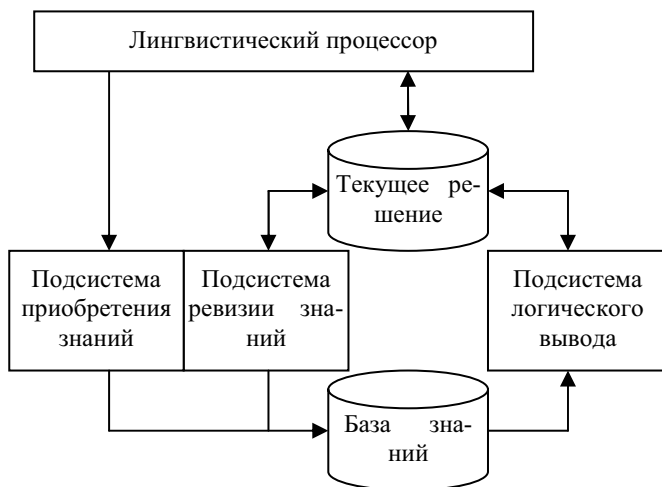 Лингвистический процессор
Текущее ре-
шение
Подсистема
приобретения
знаний
Подсистема
ревизии зна-
ний
Подсистема
логического
вывода
База зна-
ний